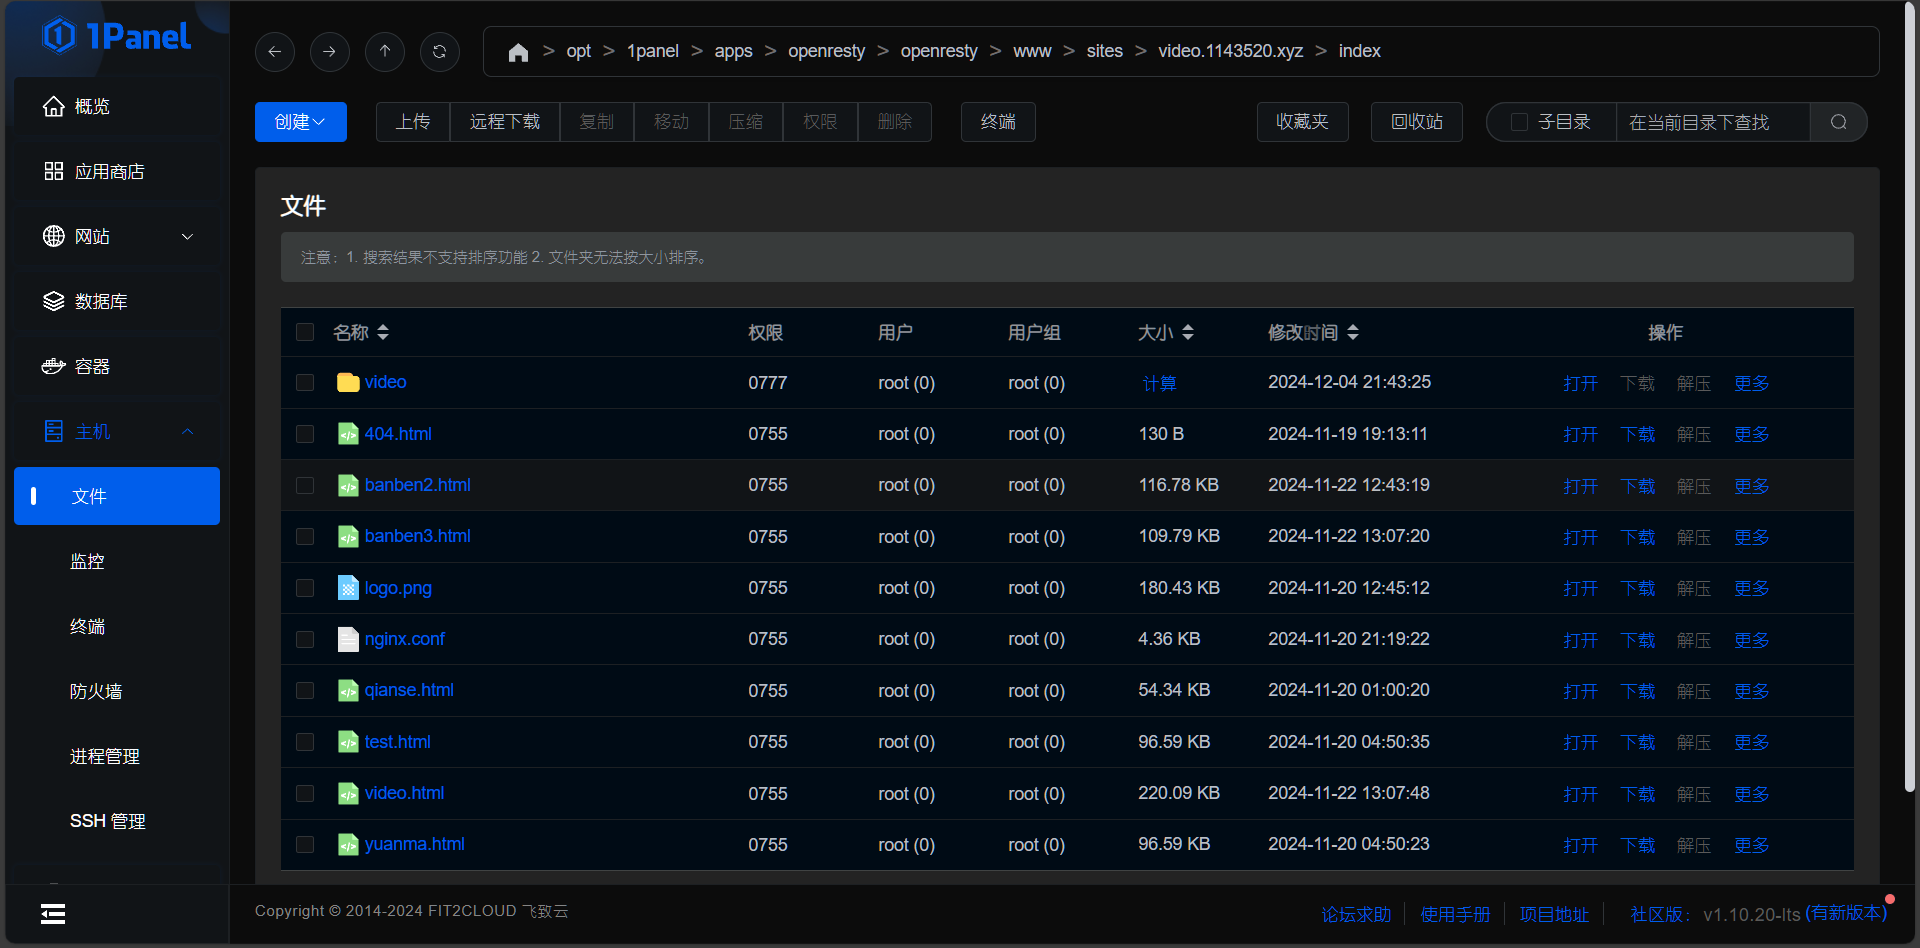 1Panel
> opt > 1panel > apps > openresty > openresty > www > sites > video.1143520.xyz > index
概览
应用商店
网站
数据库
容器
主机
文件
监控
终端
防火墙
进程管理
SSH 管理
创建 上传 远程下载 复制 移动 压缩 权限 删除 终端 收藏夹 回收站 子目录 在当前目录下查找
文件
注意：1. 搜索结果不支持排序功能 2. 文件夹无法按大小排序。
名称 权限 用户 用户组 大小 修改时间 操作
video 0777 root (0) root (0) 计算 2024-12-04 21:43:25 打开 下载 解压 更多
404.html 0755 root (0) root (0) 130 B 2024-11-19 19:13:11 打开 下载 解压 更多
banben2.html 0755 root (0) root (0) 116.78 KB 2024-11-22 12:43:19 打开 下载 解压 更多
banben3.html 0755 root (0) root (0) 109.79 KB 2024-11-22 13:07:20 打开 下载 解压 更多
logo.png 0755 root (0) root (0) 180.43 KB 2024-11-20 12:45:12 打开 下载 解压 更多
nginx.conf 0755 root (0) root (0) 4.36 KB 2024-11-20 21:19:22 打开 下载 解压 更多
qianse.html 0755 root (0) root (0) 54.34 KB 2024-11-20 01:00:20 打开 下载 解压 更多
test.html 0755 root (0) root (0) 96.59 KB 2024-11-20 04:50:35 打开 下载 解压 更多
video.html 0755 root (0) root (0) 220.09 KB 2024-11-22 13:07:48 打开 下载 解压 更多
yuanma.html 0755 root (0) root (0) 96.59 KB 2024-11-20 04:50:23 打开 下载 解压 更多
Copyright © 2014-2024 FIT2CLOUD 飞致云
论坛求助 使用手册 项目地址 社区版： v1.10.20-lts (有新版本)